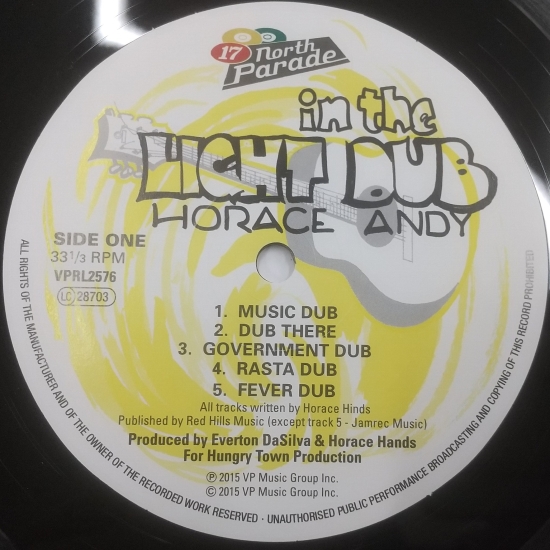 17 North
Parade
in the
LIGHT DUB
HORACE ANDY
SIDE ONE
33 1/3 RPM
VPRL2576
LC 28703
1. MUSIC DUB
2. DUB THERE
3. GOVERNMENT DUB
4. RASTA DUB
5. FEVER DUB
All tracks written by Horace Hinds
Published by Red Hills Music (except track 5 - Jamrec Music)
Produced by Everton DaSilva & Horace Hands
For Hungry Town Production
℗ 2015 VP Music Group Inc.
© 2015 VP Music Group Inc.
ALL RIGHTS OF THE MANUFACTURER AND OF THE OWNER OF THE RECORDED WORK RESERVED - UNAUTHORISED PUBLIC PERFORMANCE BROADCASTING AND COPYING OF THIS RECORD PROHIBITED